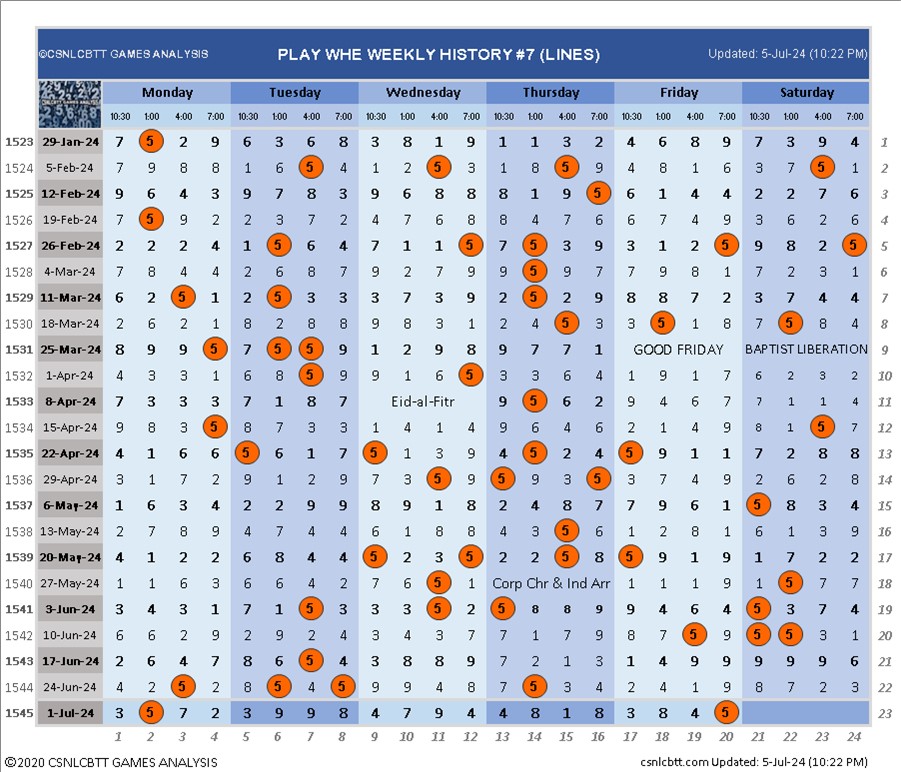 ©CSNLCBTT GAMES ANALYSIS PLAY WHE WEEKLY HISTORY #7 (LINES) Updated: 5-Jul-24 (10:22 PM)
Monday Tuesday Wednesday Thursday Friday Saturday
10:30 1:00 4:00 7:00 10:30 1:00 4:00 7:00 10:30 1:00 4:00 7:00 10:30 1:00 4:00 7:00 10:30 1:00 4:00 7:00 10:30 1:00 4:00 7:00
1523 29-Jan-24 7 5 2 9 6 3 6 8 3 8 1 9 1 1 3 2 4 6 8 9 7 3 9 4 1
1524 5-Feb-24 7 9 8 8 1 6 5 4 1 2 5 3 1 8 5 9 4 8 1 6 3 7 5 1 2
1525 12-Feb-24 9 6 4 3 9 7 8 3 9 6 8 8 8 1 9 5 6 1 4 4 2 2 7 6 3
1526 19-Feb-24 7 5 9 2 2 3 7 2 4 7 6 8 8 4 7 6 6 7 4 9 3 6 2 6 4
1527 26-Feb-24 2 2 2 4 1 5 6 4 7 1 1 5 7 5 3 9 3 1 2 5 9 8 2 5 5
1528 4-Mar-24 7 8 4 4 2 6 8 7 9 2 7 9 9 5 9 7 7 9 8 1 7 2 3 1 6
1529 11-Mar-24 6 2 5 1 2 5 3 3 3 7 3 9 2 5 2 9 8 8 7 2 3 7 4 4 7
1530 18-Mar-24 2 6 2 1 8 2 8 8 9 8 3 1 2 4 5 3 3 5 1 8 7 5 8 4 8
1531 25-Mar-24 8 9 9 5 7 5 5 9 1 2 9 8 9 7 7 1 GOOD FRIDAY BAPTIST LIBERATION 9
1532 1-Apr-24 4 3 3 1 6 8 5 9 9 1 6 5 3 3 6 4 1 9 1 7 6 2 3 2 10
1533 8-Apr-24 7 3 3 3 7 1 8 7 Eid-al-Fitr 9 5 6 2 9 4 6 7 7 1 1 4 11
1534 15-Apr-24 9 8 3 5 8 7 3 3 1 4 1 4 9 6 4 6 2 1 4 9 8 1 5 7 12
1535 22-Apr-24 4 1 6 6 5 6 1 7 5 1 3 9 4 5 2 4 5 9 1 1 7 2 8 8 13
1536 29-Apr-24 3 1 7 2 9 1 2 9 3 7 5 9 5 9 3 5 3 7 4 9 2 6 2 8 14
1537 6-May-24 1 6 3 4 2 2 9 9 8 9 1 8 2 4 8 7 7 9 6 1 5 8 3 4 15
1538 13-May-24 2 7 8 9 4 7 4 4 6 1 8 8 4 3 5 6 1 2 8 1 6 1 3 9 16
1539 20-May-24 4 1 2 2 6 8 4 4 5 2 3 5 2 2 5 8 5 9 1 9 1 7 2 2 17
1540 27-May-24 1 1 6 3 6 6 4 2 7 6 5 1 Corp Chr & Ind Arr 1 1 1 9 1 5 7 7 18
1541 3-Jun-24 3 4 3 1 7 1 5 3 3 3 5 2 5 8 8 9 9 4 6 4 5 3 7 4 19
1542 10-Jun-24 6 6 2 9 2 9 2 4 3 4 3 7 7 1 7 9 8 7 5 9 5 5 3 1 20
1543 17-Jun-24 2 6 4 7 8 6 5 4 3 8 8 9 7 2 1 3 1 4 9 9 9 9 9 6 21
1544 24-Jun-24 4 2 5 3 8 5 4 5 9 9 4 8 7 5 3 4 2 4 1 9 8 7 2 3 22
1545 1-Jul-24 3 5 7 2 3 9 9 8 4 7 9 4 4 8 1 8 3 8 4 5 23
1 2 3 4 5 6 7 8 9 10 11 12 13 14 15 16 17 18 19 20 21 22 23 24
©2020 CSNLCBTT GAMES ANALYSIS csnlcbtt.com Updated: 5-Jul-24 (10:22 PM)